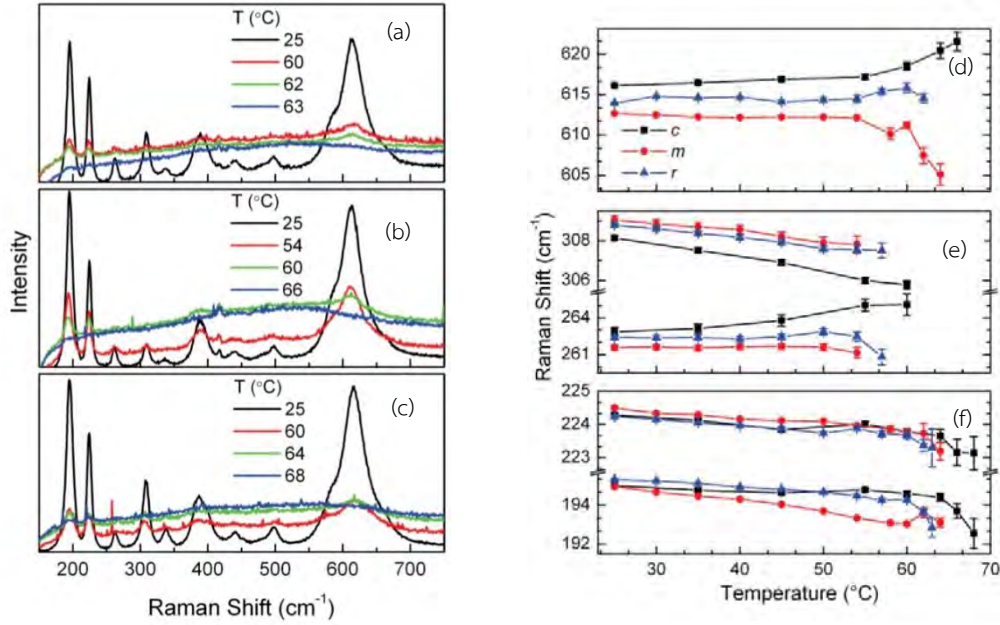 T (°C)
25
60
62
63
(a)
T (°C)
25
54
60
66
(b)
T (°C)
25
60
64
68
(c)
Intensity
200 300 400 500 600 700
Raman Shift (cm-1)
620
615
610
605
(d)
c
m
r
308
306
264
261
(e)
225
224
223
194
192
(f)
Raman Shift (cm-1)
30 40 50 60 70
Temperature (°C)